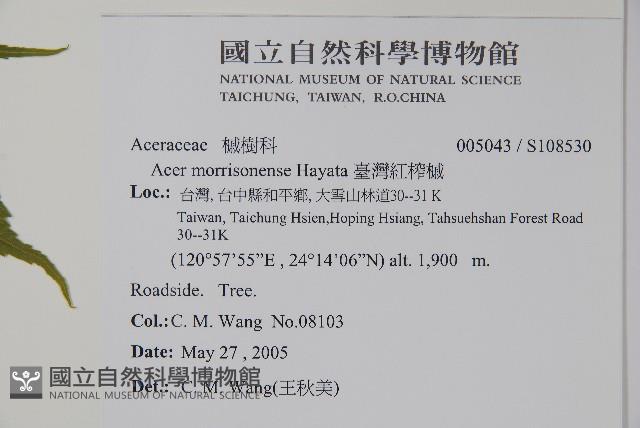 國立自然科學博物館
NATIONAL MUSEUM OF NATURAL SCIENCE
TAICHUNG, TAIWAN, R.O.CHINA
Aceraceae 槭樹科 005043 / S108530
Acer morrisonense Hayata 臺灣紅榨槭
Loc.: 台灣, 台中縣和平鄉, 大雪山林道30--31 K
Taiwan, Taichung Hsien,Hoping Hsiang, Tahsuehshan Forest Road
30--31K
(120°57’55”E , 24°14’06”N) alt. 1,900 m.
Roadside. Tree.
Col.: C. M. Wang No.08103
Date: May 27 , 2005
Det.: C. M. Wang(王秋美)
國立自然科學博物館
NATIONAL MUSEUM OF NATURAL SCIENCE